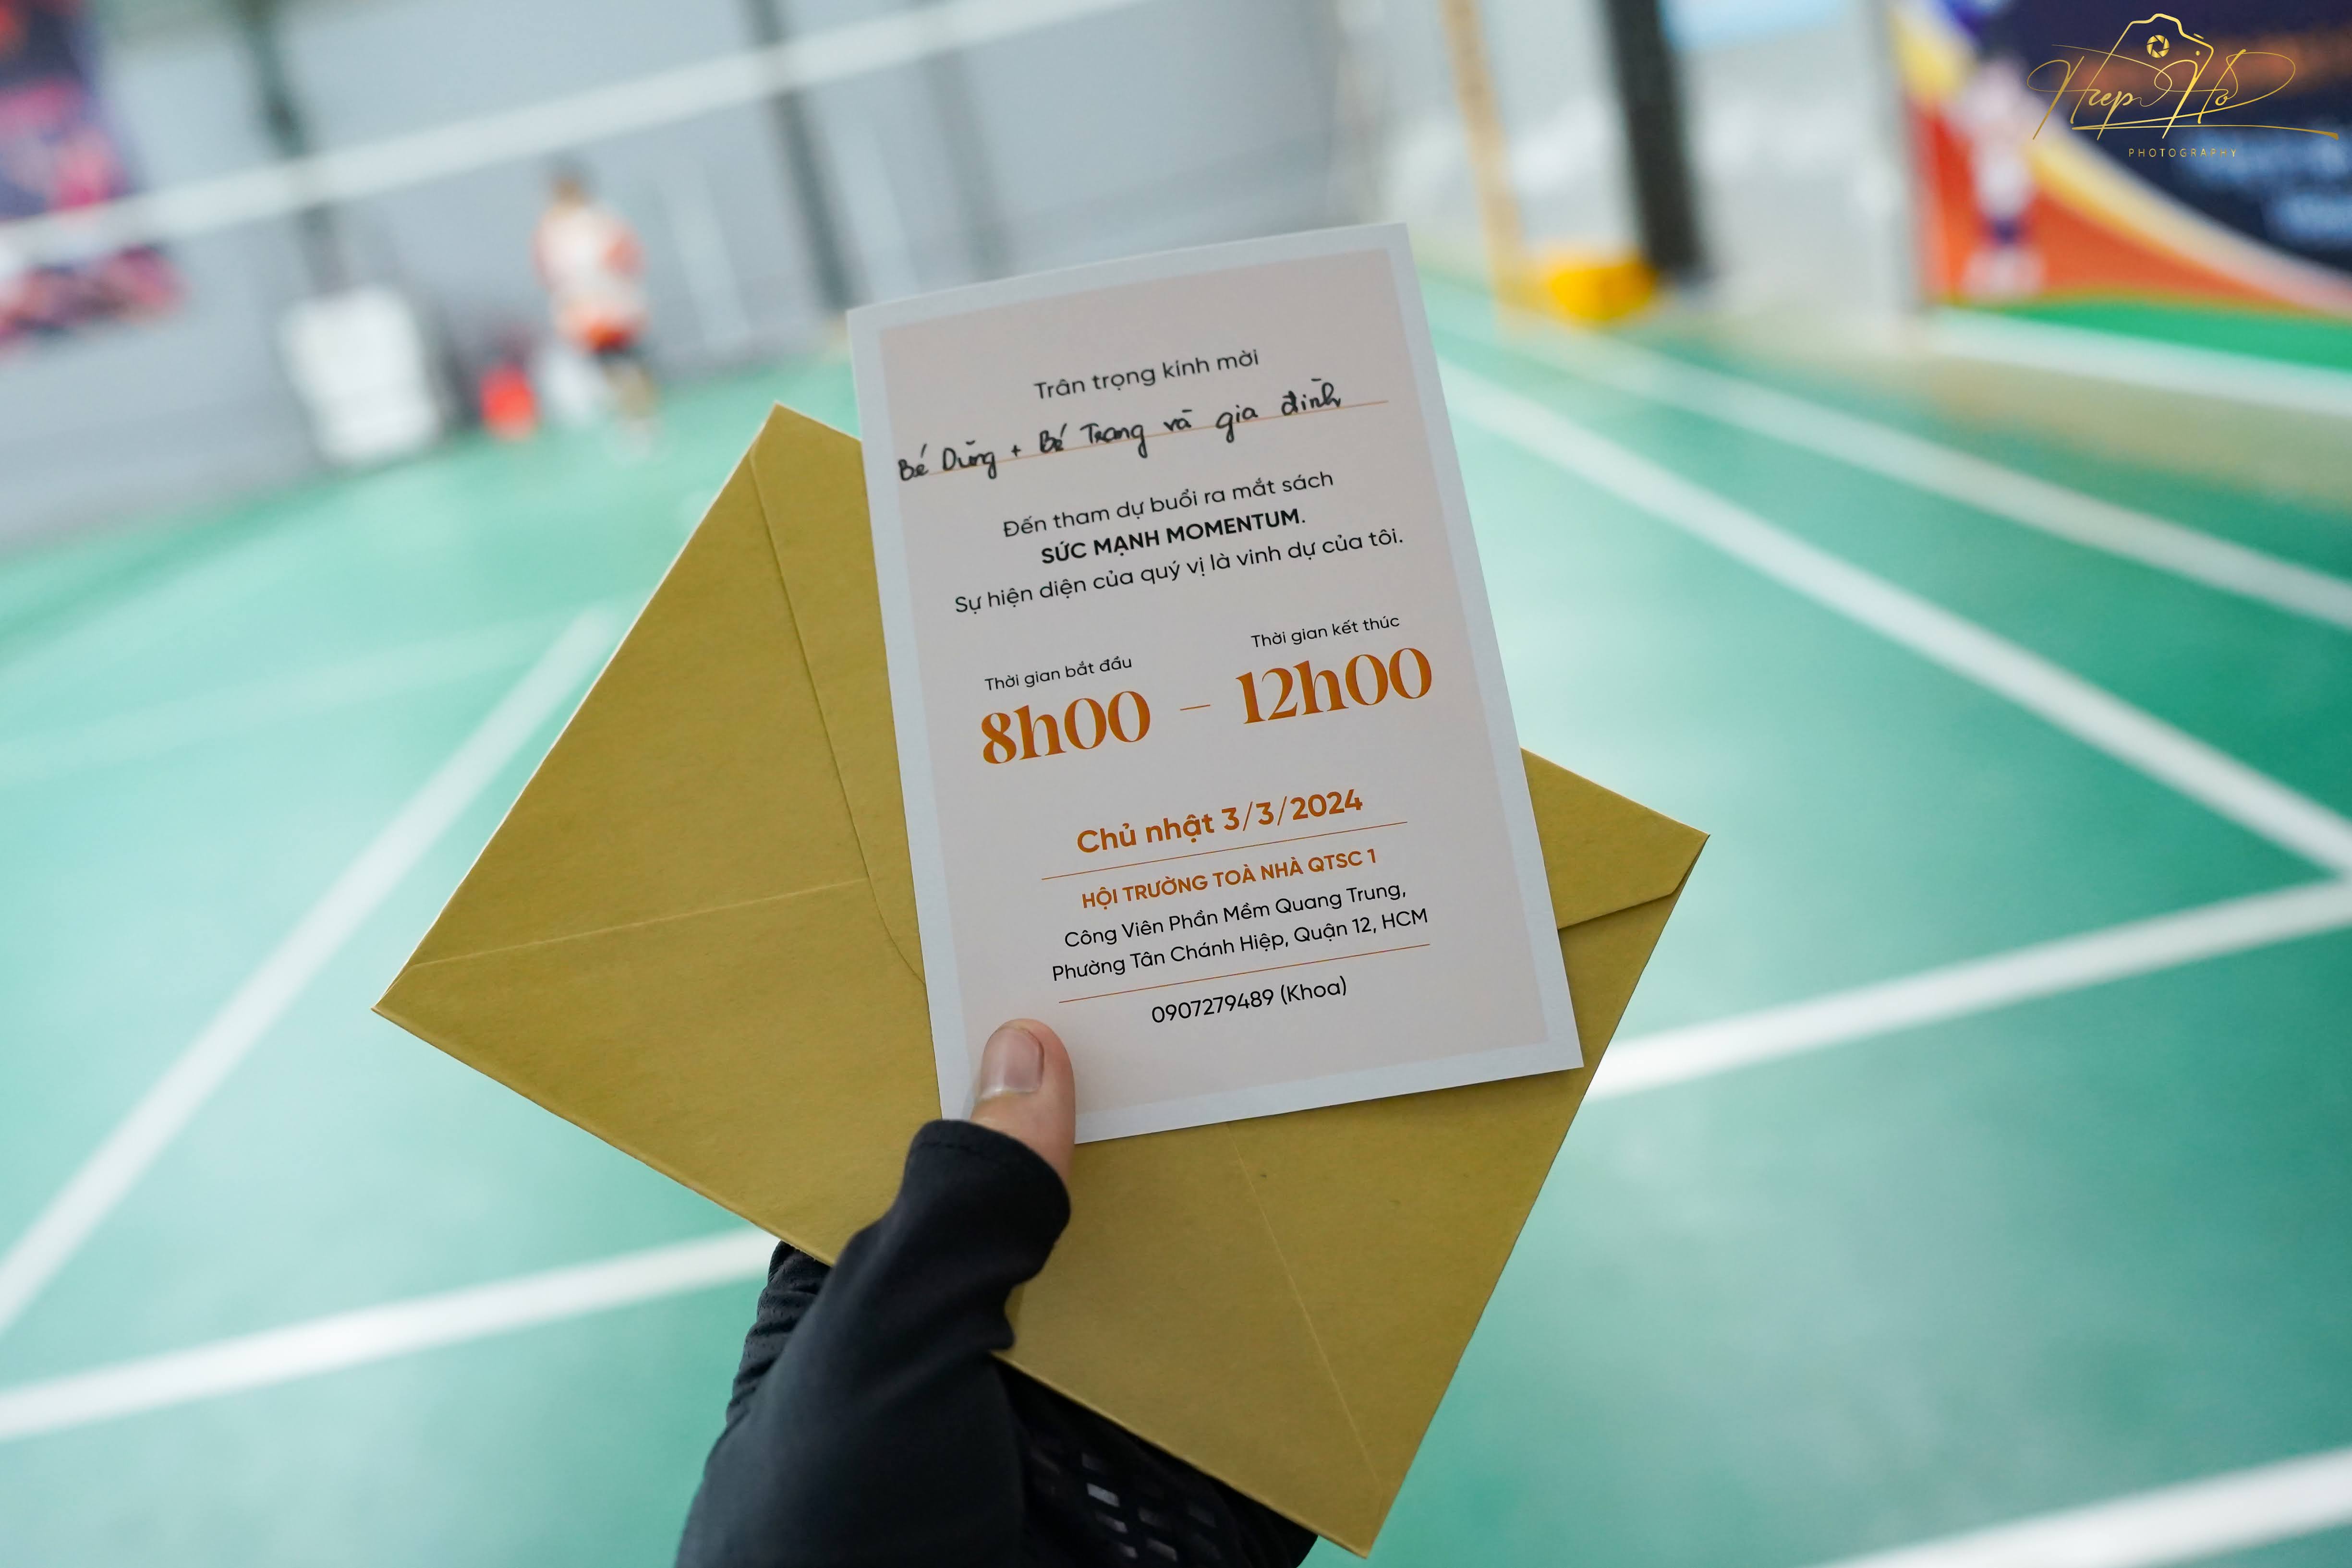 Hiep Ho
PHOTOGRAPHY
Trân trọng kính mời
Bé Dũng + Bé Trang và gia đình
Đến tham dự buổi ra mắt sách
SỨC MẠNH MOMENTUM.
Sự hiện diện của quý vị là vinh dự của tôi.
Thời gian bắt đầu
Thời gian kết thúc
8h00 – 12h00
Chủ nhật 3/3/2024
HỘI TRƯỜNG TOÀ NHÀ QTSC 1
Công Viên Phần Mềm Quang Trung,
Phường Tân Chánh Hiệp, Quận 12, HCM
0907279489 (Khoa)